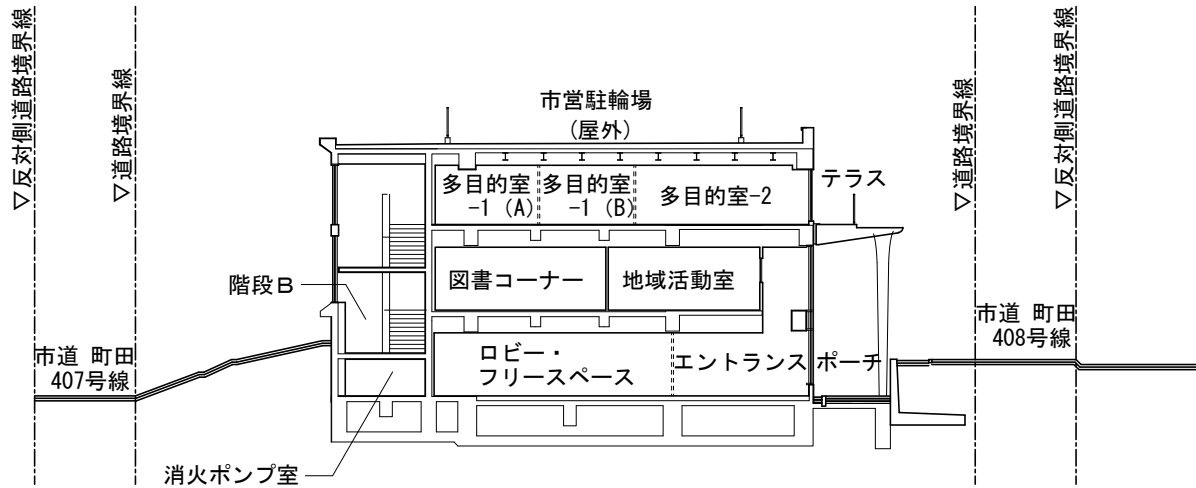 ▽反対側道路境界線
▽道路境界線
市営駐輪場
(屋外)
▽道路境界線
▽反対側道路境界線
多目的室
-1 (A)
多目的室
-1 (B)
多目的室-2
テラス
階段B
図書コーナー
地域活動室
市道 町田
407号線
ロビー・
フリースペース
エントランス
ポーチ
市道 町田
408号線
消火ポンプ室